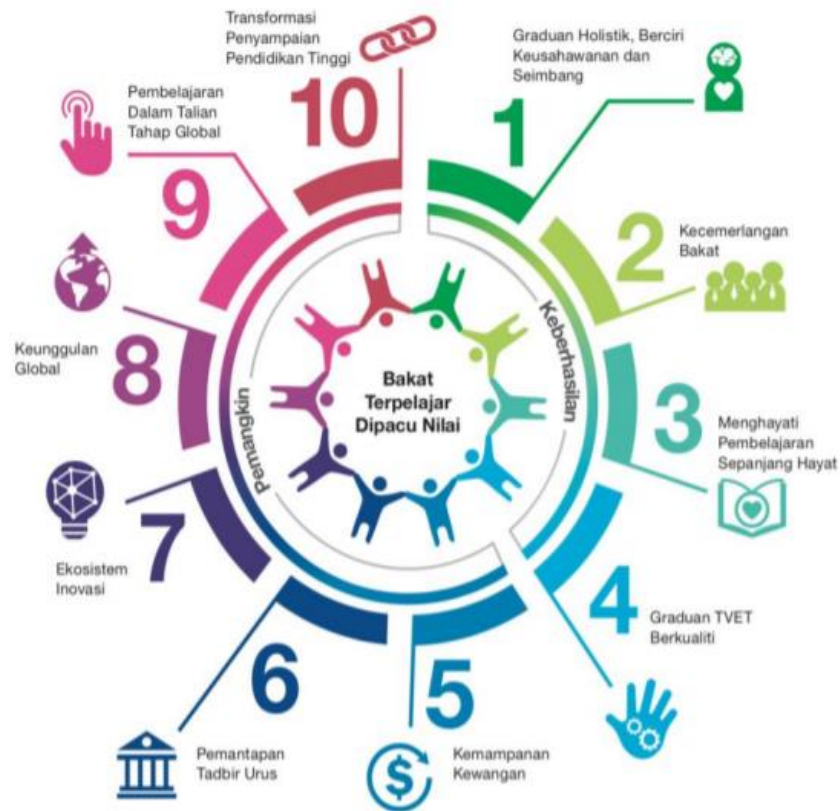 Transformasi
Penyampaian
Pendidikan Tinggi
10
Graduan Holistik, Berciri
Keusahawanan dan
Seimbang
1
Kecemerlangan
Bakat
2
Menghayati
Pembelajaran
Sepanjang Hayat
3
Graduan TVET
Berkualiti
4
Kemampanan
Kewangan
5
$
Pemantapan
Tadbir Urus
6
Ekosistem
Inovasi
7
Keunggulan
Global
8
Pembelajaran
Dalam Talian
Tahap Global
9
Keberhasilan
Pemangkin
Bakat
Terpelajar
Dipacu Nilai